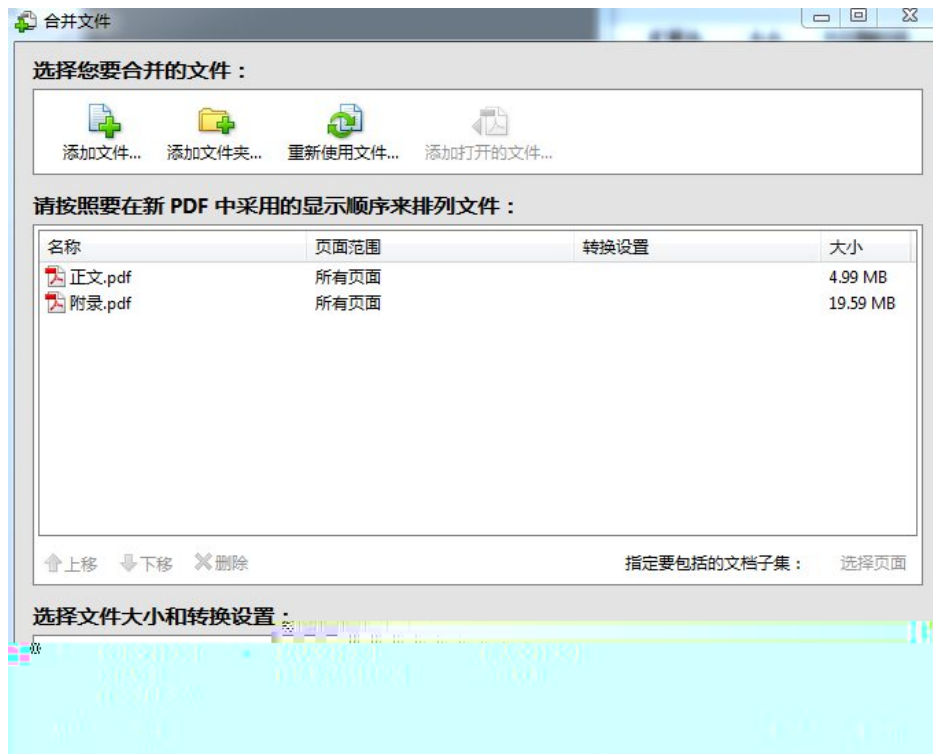 合并文件
选择您要合并的文件：
添加文件... 添加文件夹... 重新使用文件... 添加打开的文件...
请按照要在新 PDF 中采用的显示顺序来排列文件：
名称 页面范围 转换设置 大小
正文.pdf 所有页面 4.99 MB
附录.pdf 所有页面 19.59 MB
上移 下移 删除 指定要包括的文档子集： 选择页面
选择文件大小和转换设置：